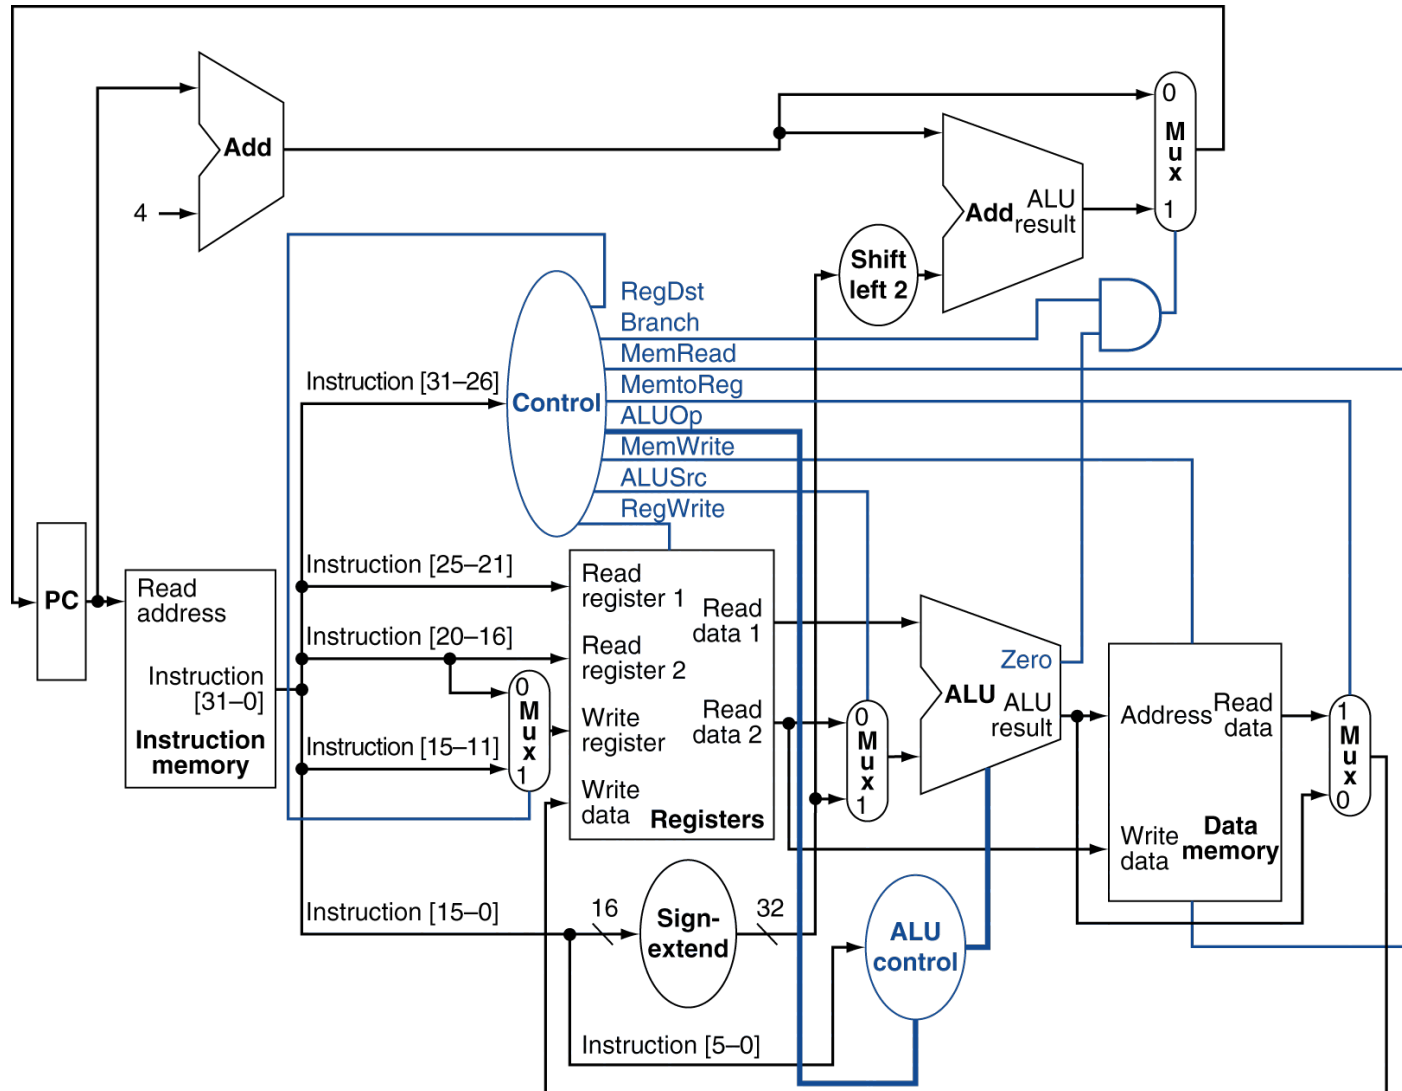 0
M
u
x
1
Add
4
Add
ALU
result
Shift
left 2
RegDst
Branch
MemRead
MemtoReg
ALUOp
MemWrite
ALUSrc
RegWrite
Control
Instruction [31–26]
Instruction [25–21]
Instruction [20–16]
Instruction [15–11]
Instruction [15–0]
Instruction [5–0]
PC
Read
address
Instruction
[31–0]
Instruction
memory
0
M
u
x
1
Read
register 1
Read
register 2
Write
register
Write
data
Read
data 1
Read
data 2
Registers
0
M
u
x
1
Zero
ALU
ALU
result
Address
Read
data
Write
data
Data
memory
1
M
u
x
0
16
Sign-
extend
32
ALU
control